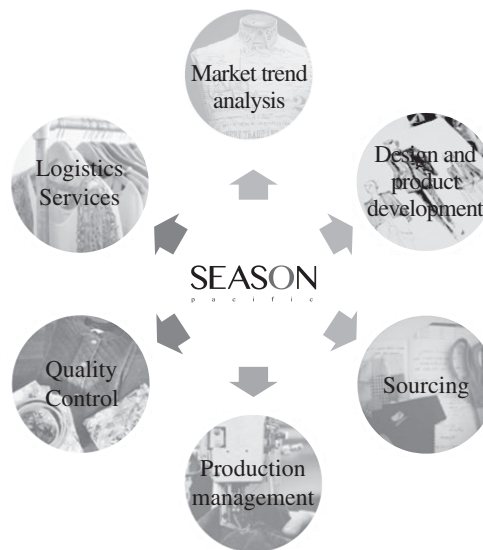 Market trend
analysis
Design and
product
development
Sourcing
Production
management
Quality
Control
Logistics
Services
SEASON
pacific